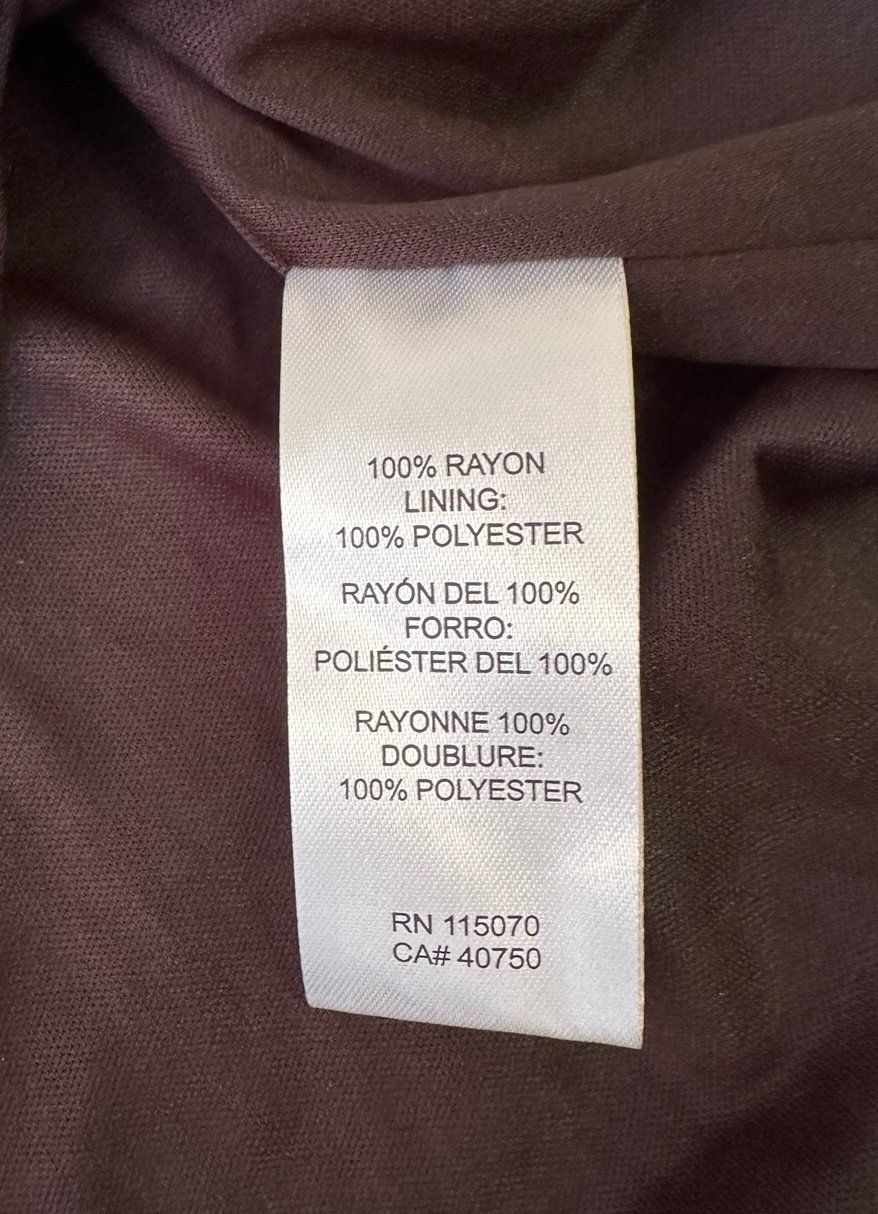 100% RAYON
LINING:
100% POLYESTER
RAYÓN DEL 100%
FORRO:
POLIÉSTER DEL 100%
RAYONNE 100%
DOUBLURE:
100% POLYESTER
RN 115070
CA# 40750